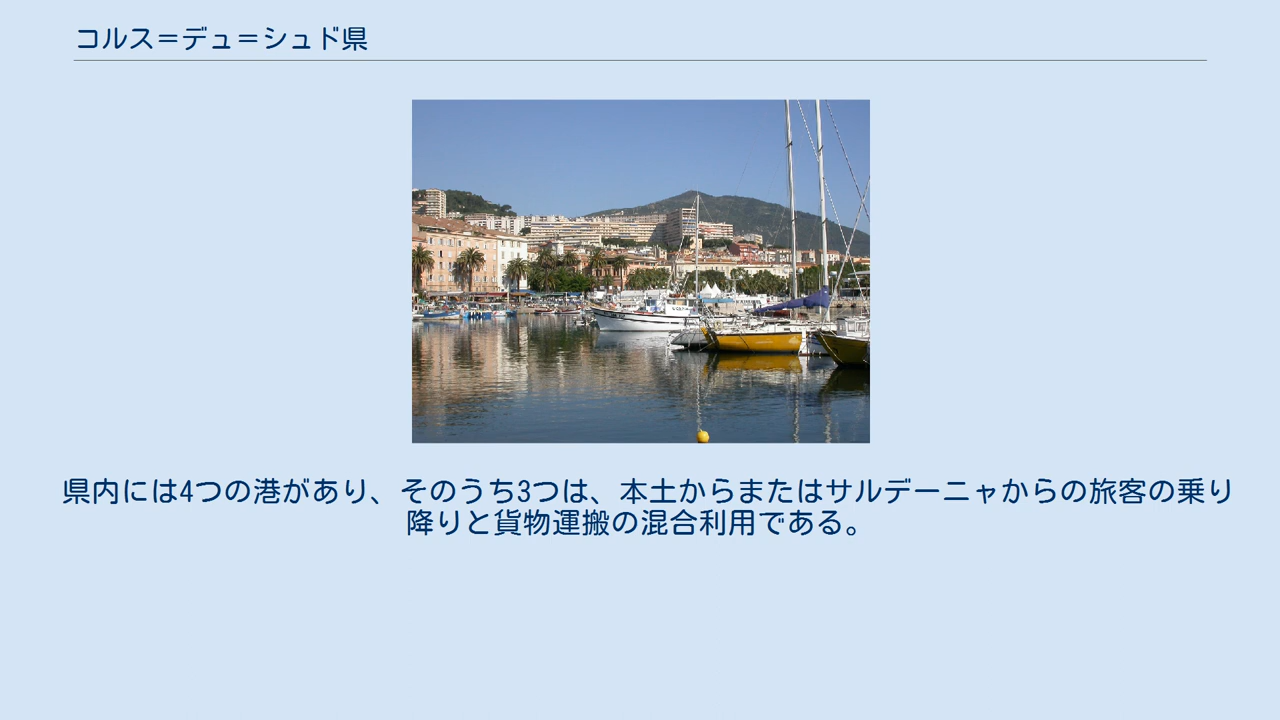 コルス＝デュ＝シュド県
県内には4つの港があり、そのうち3つは、本土からまたはサルデーニャからの旅客の乗り
降りと貨物運搬の混合利用である。